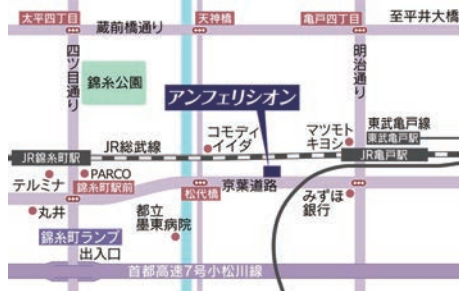 太平四丁目
天神橋
亀戸四丁目
至平井大橋
蔵前橋通り
四ツ目通り
明治通り
錦糸公園
アンフェリシオン
コモディ
イイダ
マツモト
キヨシ
東武亀戸線
東武亀戸駅
JR総武線
JR錦糸町駅
JR亀戸駅
テルミナ
PARCO
錦糸町駅前
京葉道路
松代橋
みずほ
銀行
丸井
都立
墨東病院
錦糸町ランプ
出入口
首都高速7号小松川線